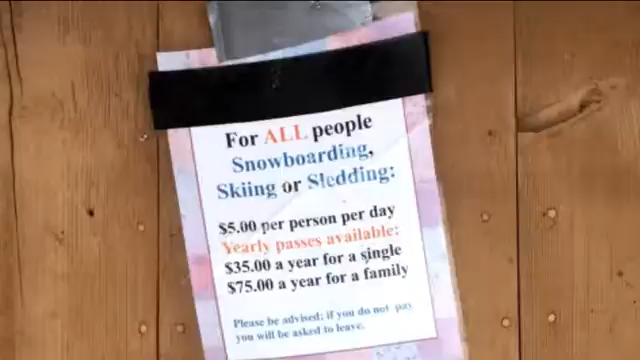 For ALL people
Snowboarding,
Skiing or Sledding:
$5.00 per person per day
Yearly passes available:
$35.00 a year for a single
$75.00 a year for a family
Please be advised; if you do not pay
you will be asked to leave.